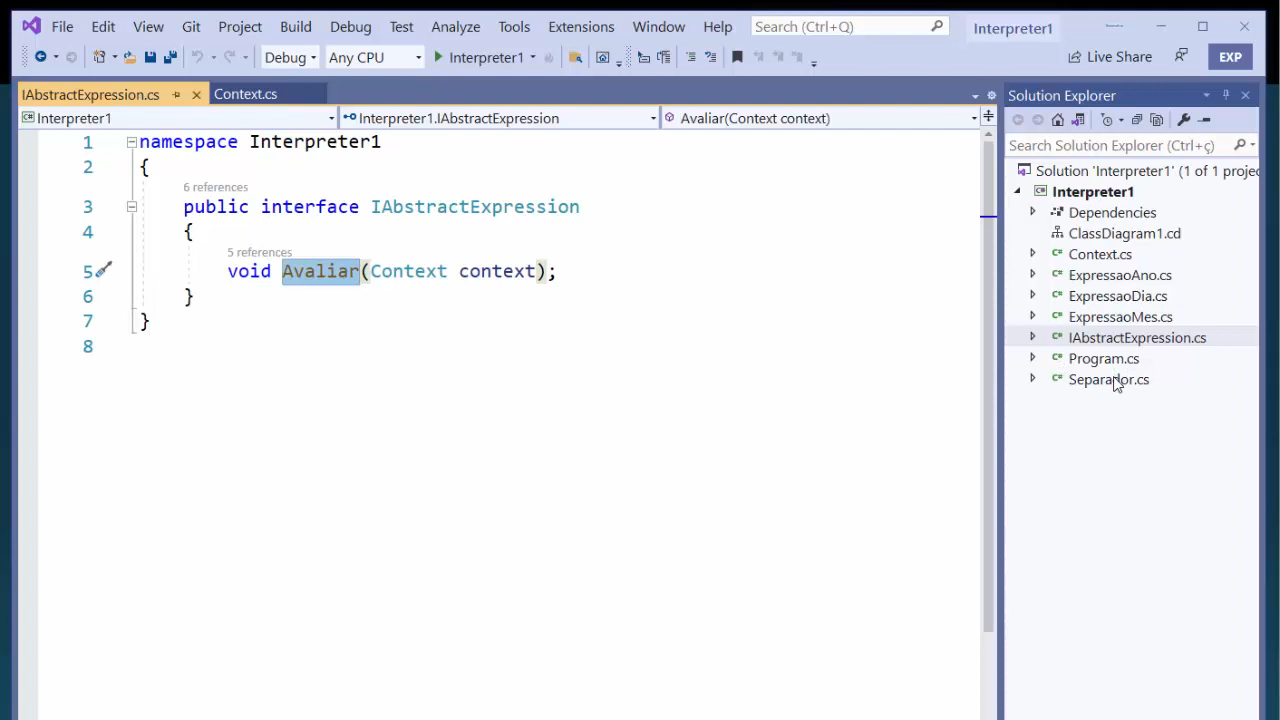 File Edit View Git Project Build Debug Test Analyze Tools Extensions Window Help Search (Ctrl+Q) Interpreter1
Debug Any CPU Interpreter1 Live Share EXP
IAbstractExpression.cs Context.cs
Interpreter1 Interpreter1.IAbstractExpression Avaliar(Context context)
1 namespace Interpreter1
2 {
6 references
3 public interface IAbstractExpression
4 {
5 references
5 void Avaliar(Context context);
6 }
7 }
8
Solution Explorer
Search Solution Explorer (Ctrl+ç)
Solution 'Interpreter1' (1 of 1 projec
Interpreter1
Dependencies
ClassDiagram1.cd
Context.cs
ExpressaoAno.cs
ExpressaoDia.cs
ExpressaoMes.cs
IAbstractExpression.cs
Program.cs
Separador.cs